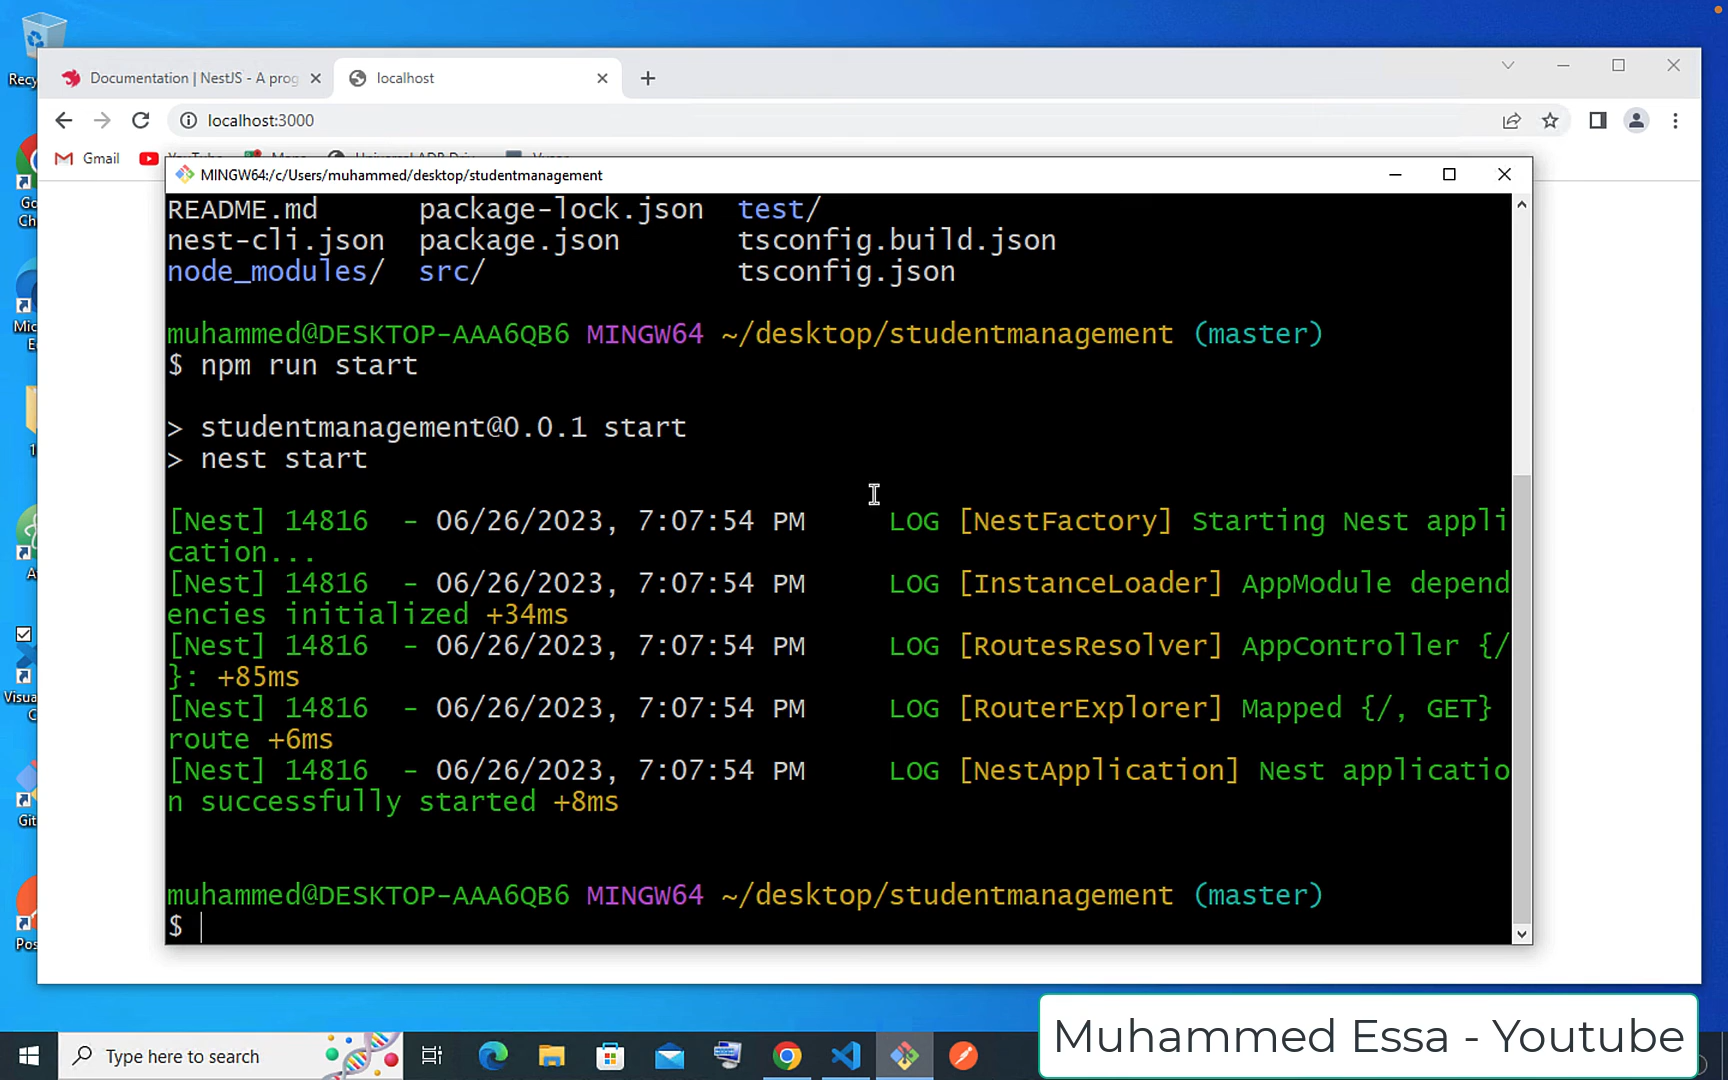 Recyc
Documentation | NestJS - A prog
localhost
localhost:3000
Gmail
MINGW64:/c/Users/muhammed/desktop/studentmanagement
README.md package-lock.json test/
nest-cli.json package.json tsconfig.build.json
node_modules/ src/ tsconfig.json
muhammed@DESKTOP-AAA6QB6 MINGW64 ~/desktop/studentmanagement (master)
$ npm run start
> studentmanagement@0.0.1 start
> nest start
[Nest] 14816 - 06/26/2023, 7:07:54 PM LOG [NestFactory] Starting Nest appli
cation...
[Nest] 14816 - 06/26/2023, 7:07:54 PM LOG [InstanceLoader] AppModule depend
encies initialized +34ms
[Nest] 14816 - 06/26/2023, 7:07:54 PM LOG [RoutesResolver] AppController {/
}: +85ms
[Nest] 14816 - 06/26/2023, 7:07:54 PM LOG [RouterExplorer] Mapped {/, GET}
route +6ms
[Nest] 14816 - 06/26/2023, 7:07:54 PM LOG [NestApplication] Nest applicatio
n successfully started +8ms
muhammed@DESKTOP-AAA6QB6 MINGW64 ~/desktop/studentmanagement (master)
$
Go
Ch
Mic
E
Visua
C
Git
Pos
Type here to search
Muhammed Essa - Youtube